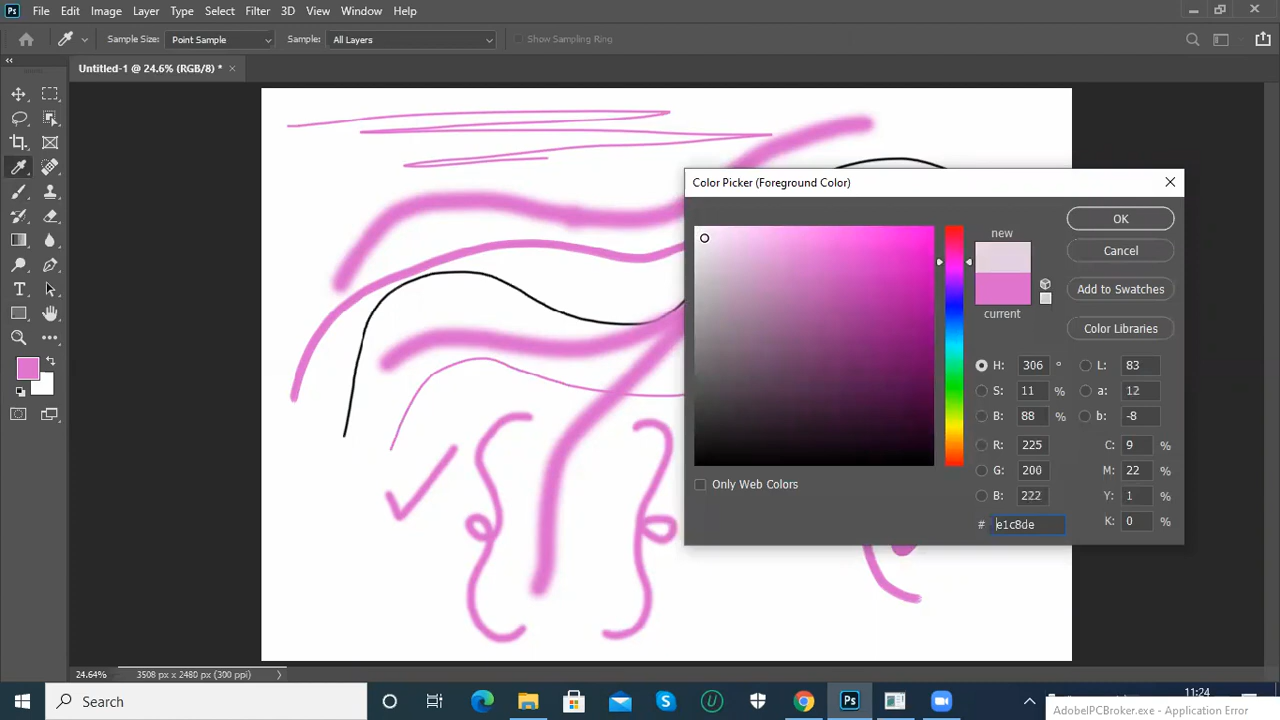 Ps File Edit Image Layer Type Select Filter 3D View Window Help
Sample Size: Point Sample Sample: All Layers Show Sampling Ring
Untitled-1 @ 24.6% (RGB/8) * ×
Color Picker (Foreground Color)
new
current
OK
Cancel
Add to Swatches
Color Libraries
H: 306 ° L: 83
S: 11 % a: 12
B: 88 % b: -8
R: 225 C: 9 %
G: 200 M: 22 %
B: 222 Y: 1 %
# e1c8de K: 0 %
Only Web Colors
24.64% 3508 px x 2480 px (300 ppi)
Search
Ps
11:24
AdobeIPCBroker.exe - Application Error